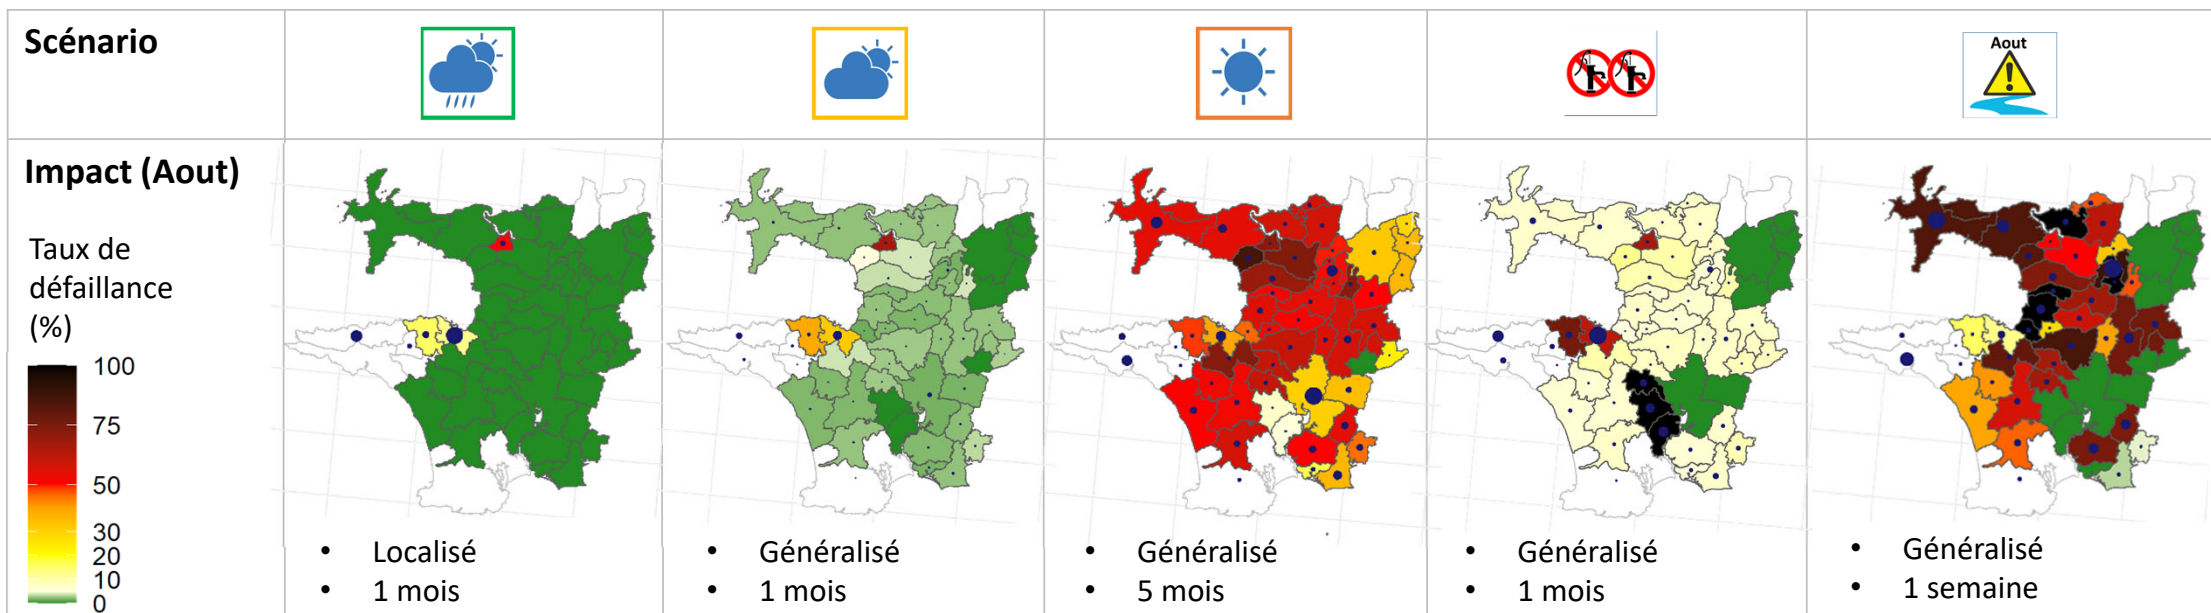 Scénario
Aout
Impact (Aout)
Taux de
défaillance
(%)
100
75
50
30
20
10
0
• Localisé
• 1 mois
• Généralisé
• 1 mois
• Généralisé
• 5 mois
• Généralisé
• 1 mois
• Généralisé
• 1 semaine